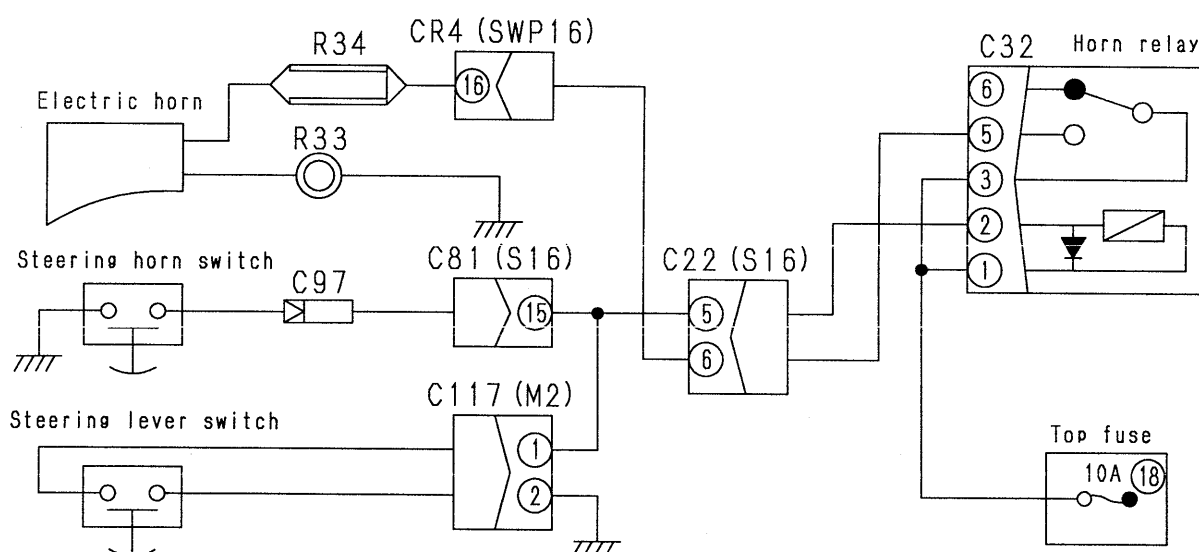 CR4 (SWP16)
R34
C32 Horn relay
16
6
Electric horn
R33
5
3
2
C81 (S16)
C22 (S16)
Steering horn switch
C97
1
15
5
6
C117 (M2)
Steering lever switch
1
Top fuse
10A 18
2